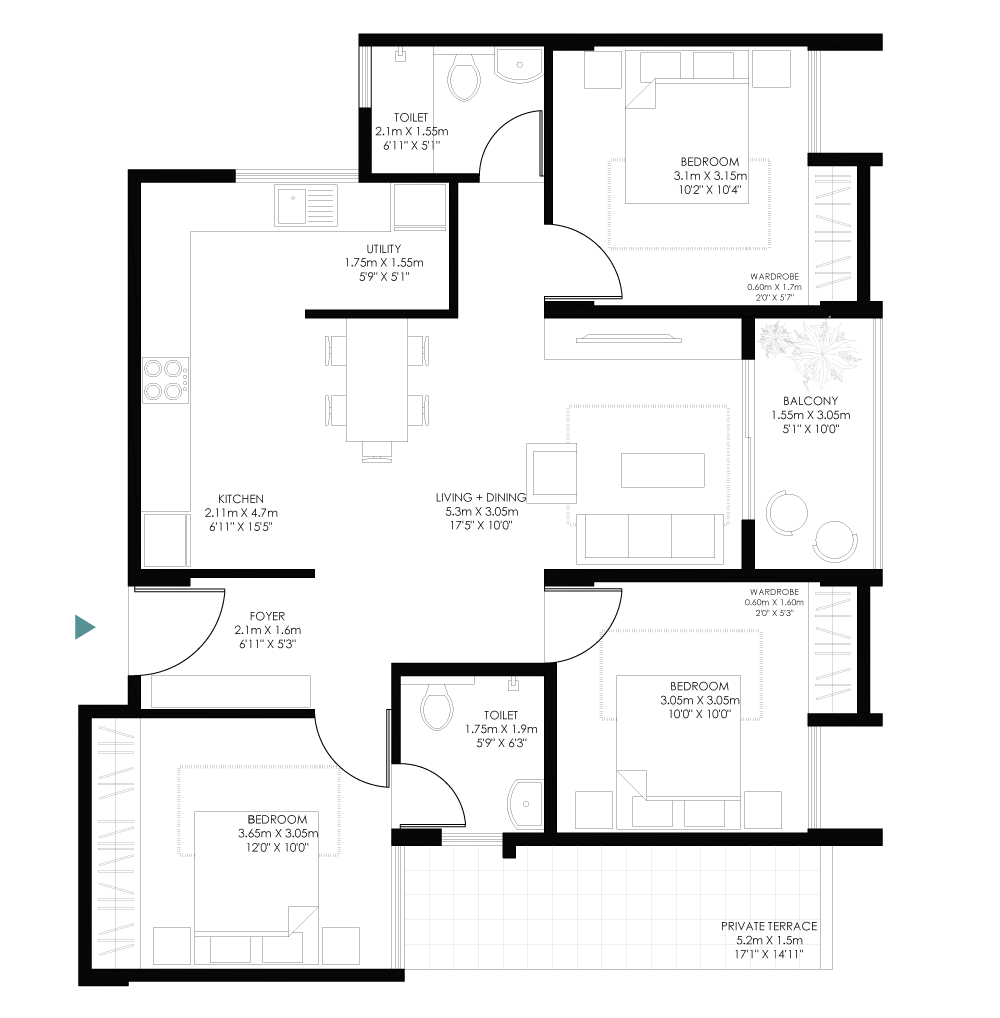 TOILET
2.1m X 1.55m
6'11" X 5'1"
BEDROOM
3.1m X 3.15m
10'2" X 10'4"
UTILITY
1.75m X 1.55m
5'9" X 5'1"
WARDROBE
0.60m X 1.7m
2'0" X 5'7"
BALCONY
1.55m X 3.05m
5'1" X 10'0"
KITCHEN
2.11m X 4.7m
6'11" X 15'5"
LIVING + DINING
5.3m X 3.05m
17'5" X 10'0"
WARDROBE
0.60m X 1.60m
2'0" X 5'3"
FOYER
2.1m X 1.6m
6'11" X 5'3"
BEDROOM
3.05m X 3.05m
10'0" X 10'0"
TOILET
1.75m X 1.9m
5'9" X 6'3"
BEDROOM
3.65m X 3.05m
12'0" X 10'0"
PRIVATE TERRACE
5.2m X 1.5m
17'1" X 14'11"